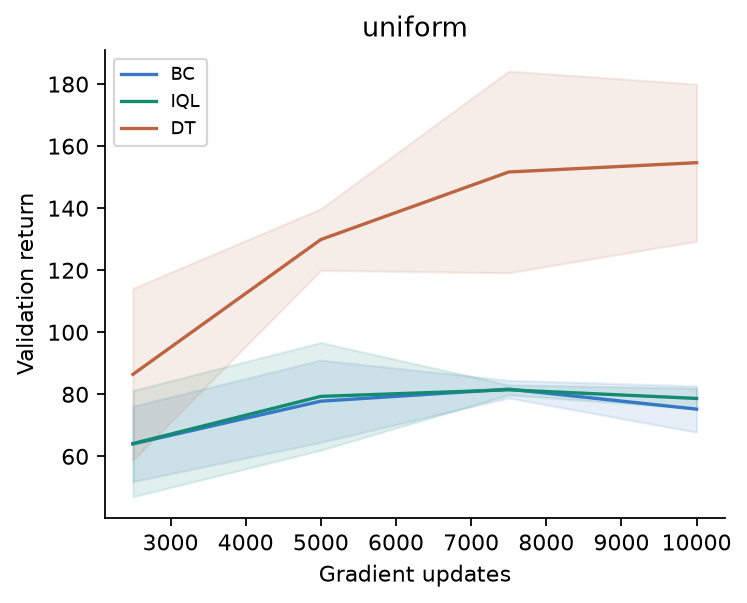 uniform
BC
IQL
DT
180
160
140
120
100
80
60
Validation return
3000 4000 5000 6000 7000 8000 9000 10000
Gradient updates